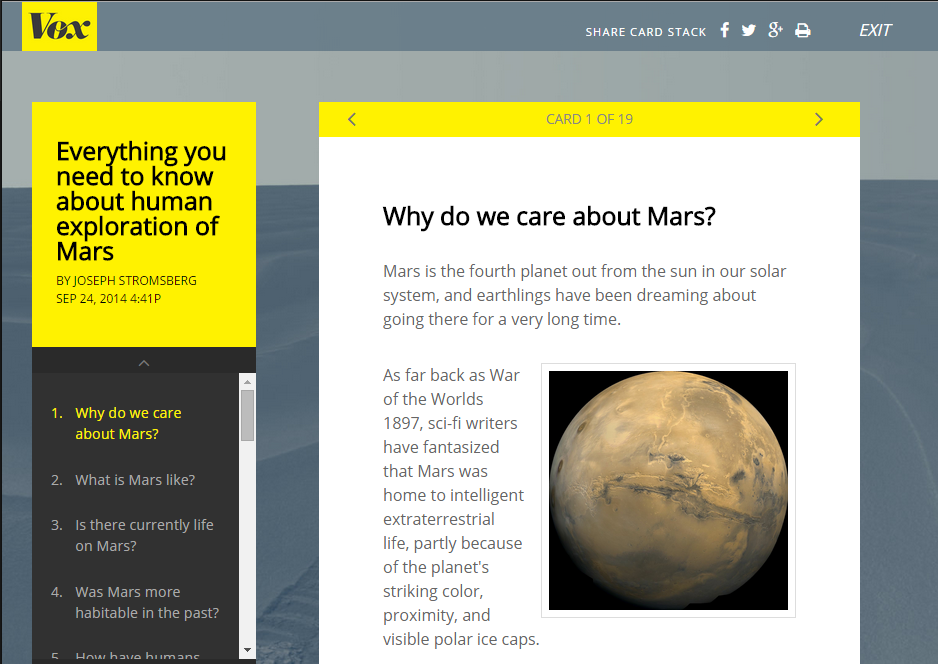 Vox
SHARE CARD STACK
EXIT
Everything you
need to know
about human
exploration of
Mars
BY JOSEPH STROMSBERG
SEP 24, 2014 4:41P
1. Why do we care
about Mars?
2. What is Mars like?
3. Is there currently life
on Mars?
4. Was Mars more
habitable in the past?
5. How have humans
CARD 1 OF 19
Why do we care about Mars?
Mars is the fourth planet out from the sun in our solar
system, and earthlings have been dreaming about
going there for a very long time.
As far back as War
of the Worlds
1897, sci-fi writers
have fantasized
that Mars was
home to intelligent
extraterrestrial
life, partly because
of the planet's
striking color,
proximity, and
visible polar ice caps.